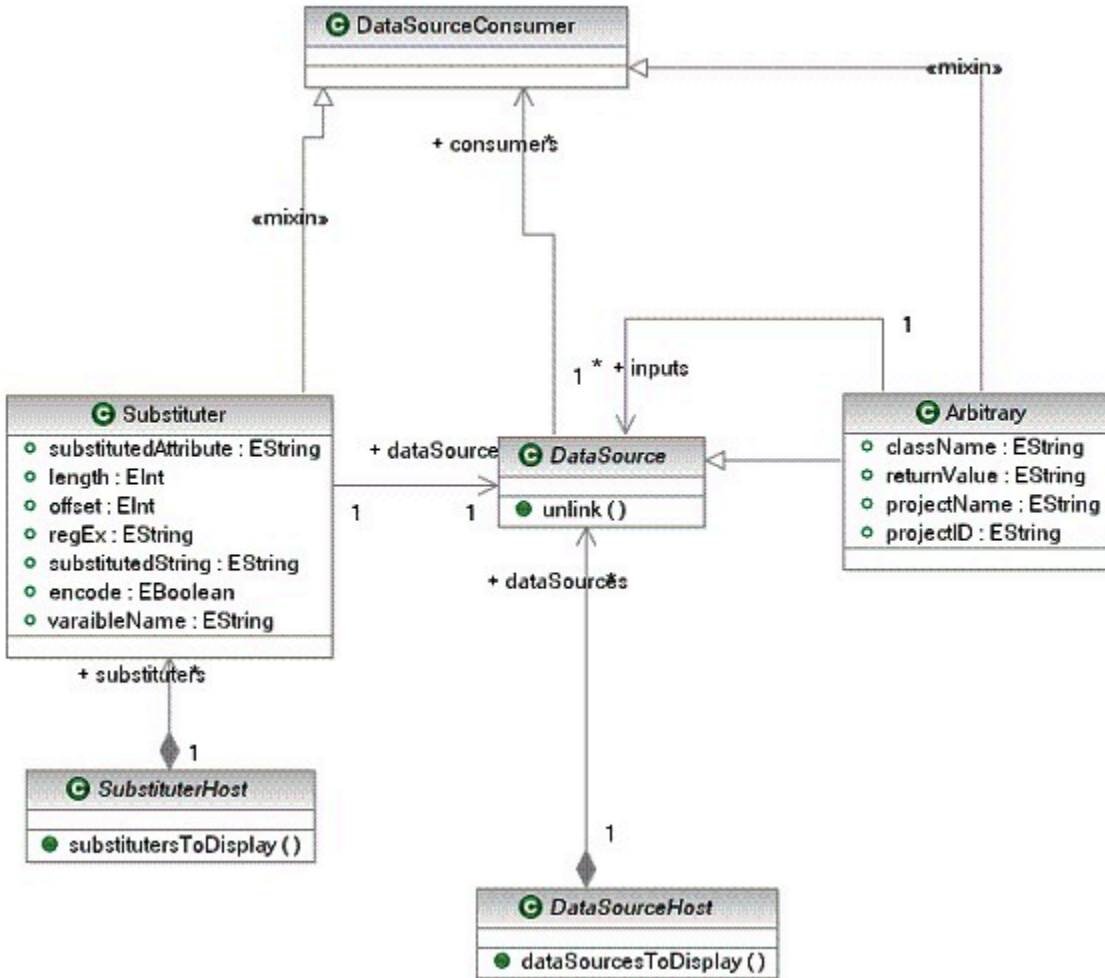 DataSourceConsumer
«mixin»
+ consumers *
«mixin»
1
1 * + inputs
Substituter
substitutedAttribute : EString
length : EInt
offset : EInt
regEx : EString
substitutedString : EString
encode : EBoolean
varaibleName : EString
+ dataSource
1 1
DataSource
unlink ( )
Arbitrary
className : EString
returnValue : EString
projectName : EString
projectID : EString
+ dataSources *
+ substituters *
1
SubstituterHost
substitutersToDisplay ( )
1
DataSourceHost
dataSourcesToDisplay ( )